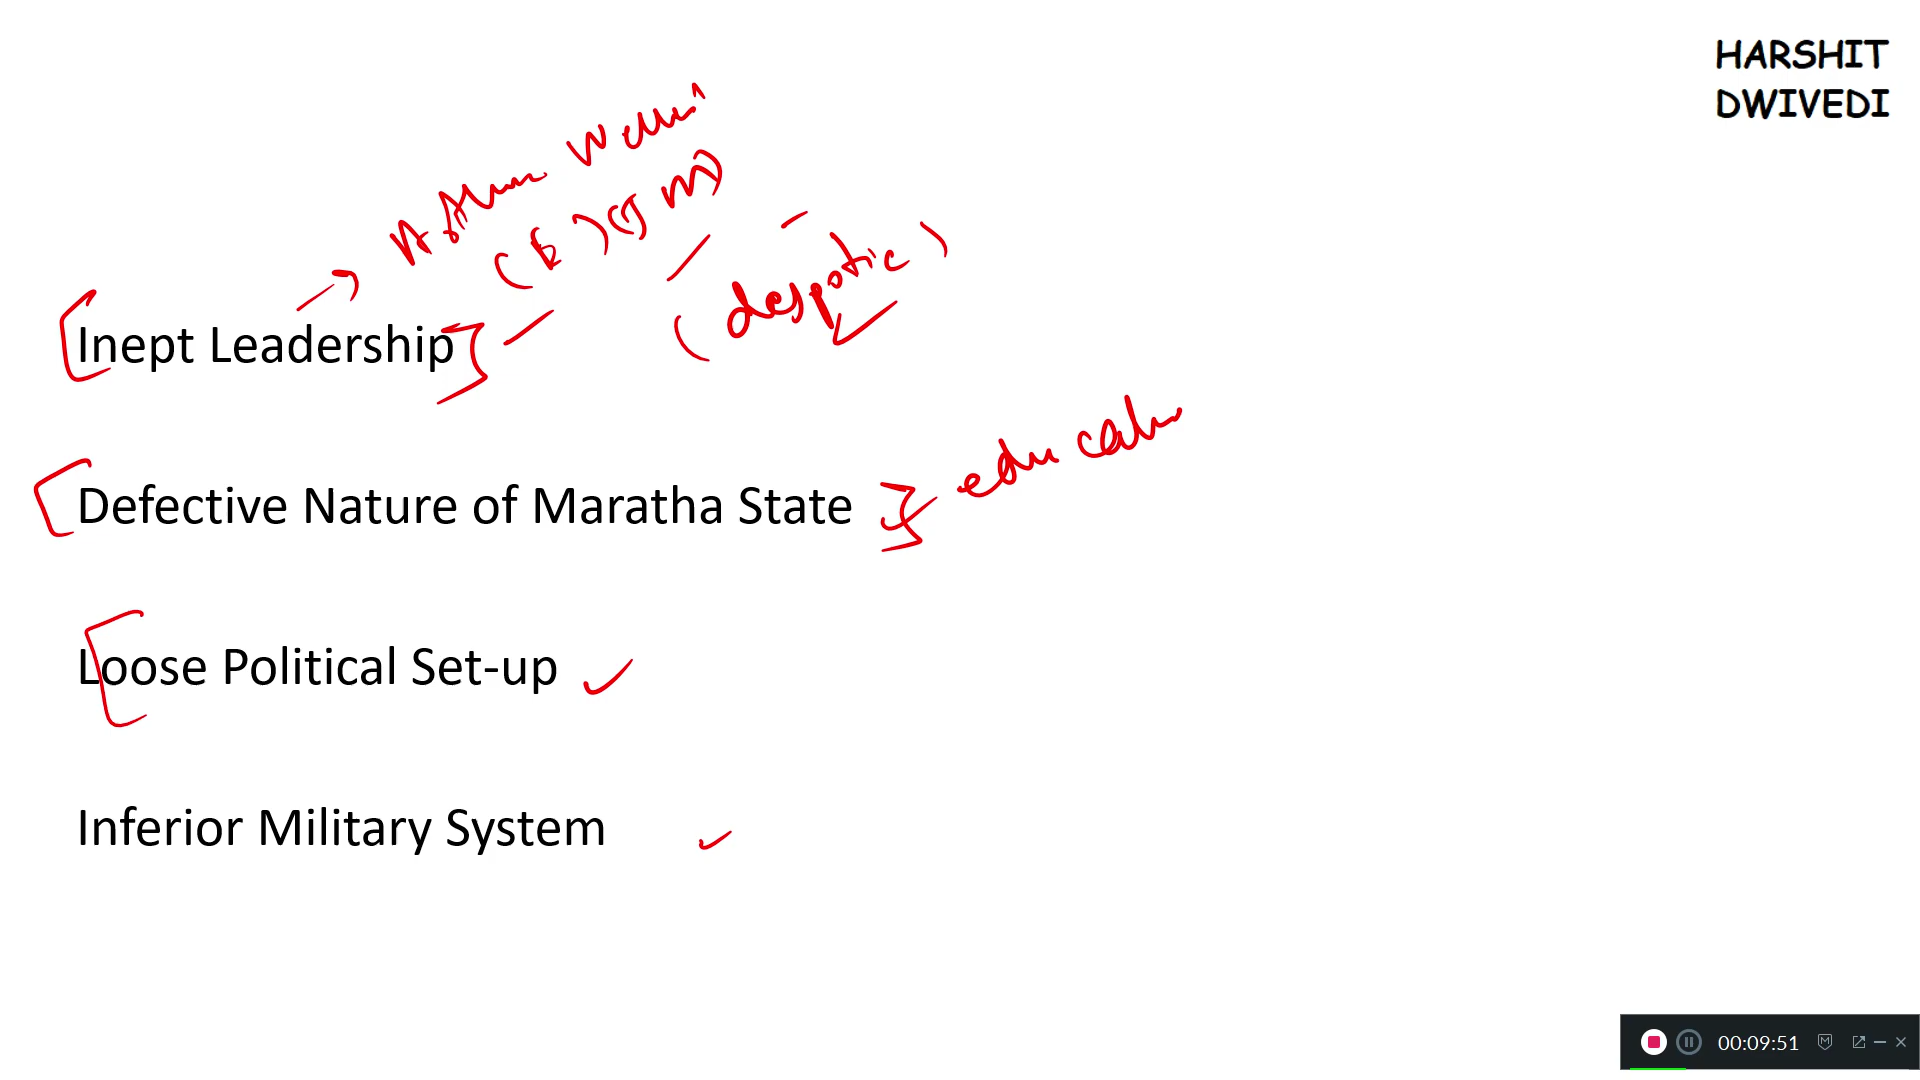 HARSHIT
DWIVEDI
(despotic)
Inept Leadership
Defective Nature of Maratha State
Loose Political Set-up
Inferior Military System
00:09:51